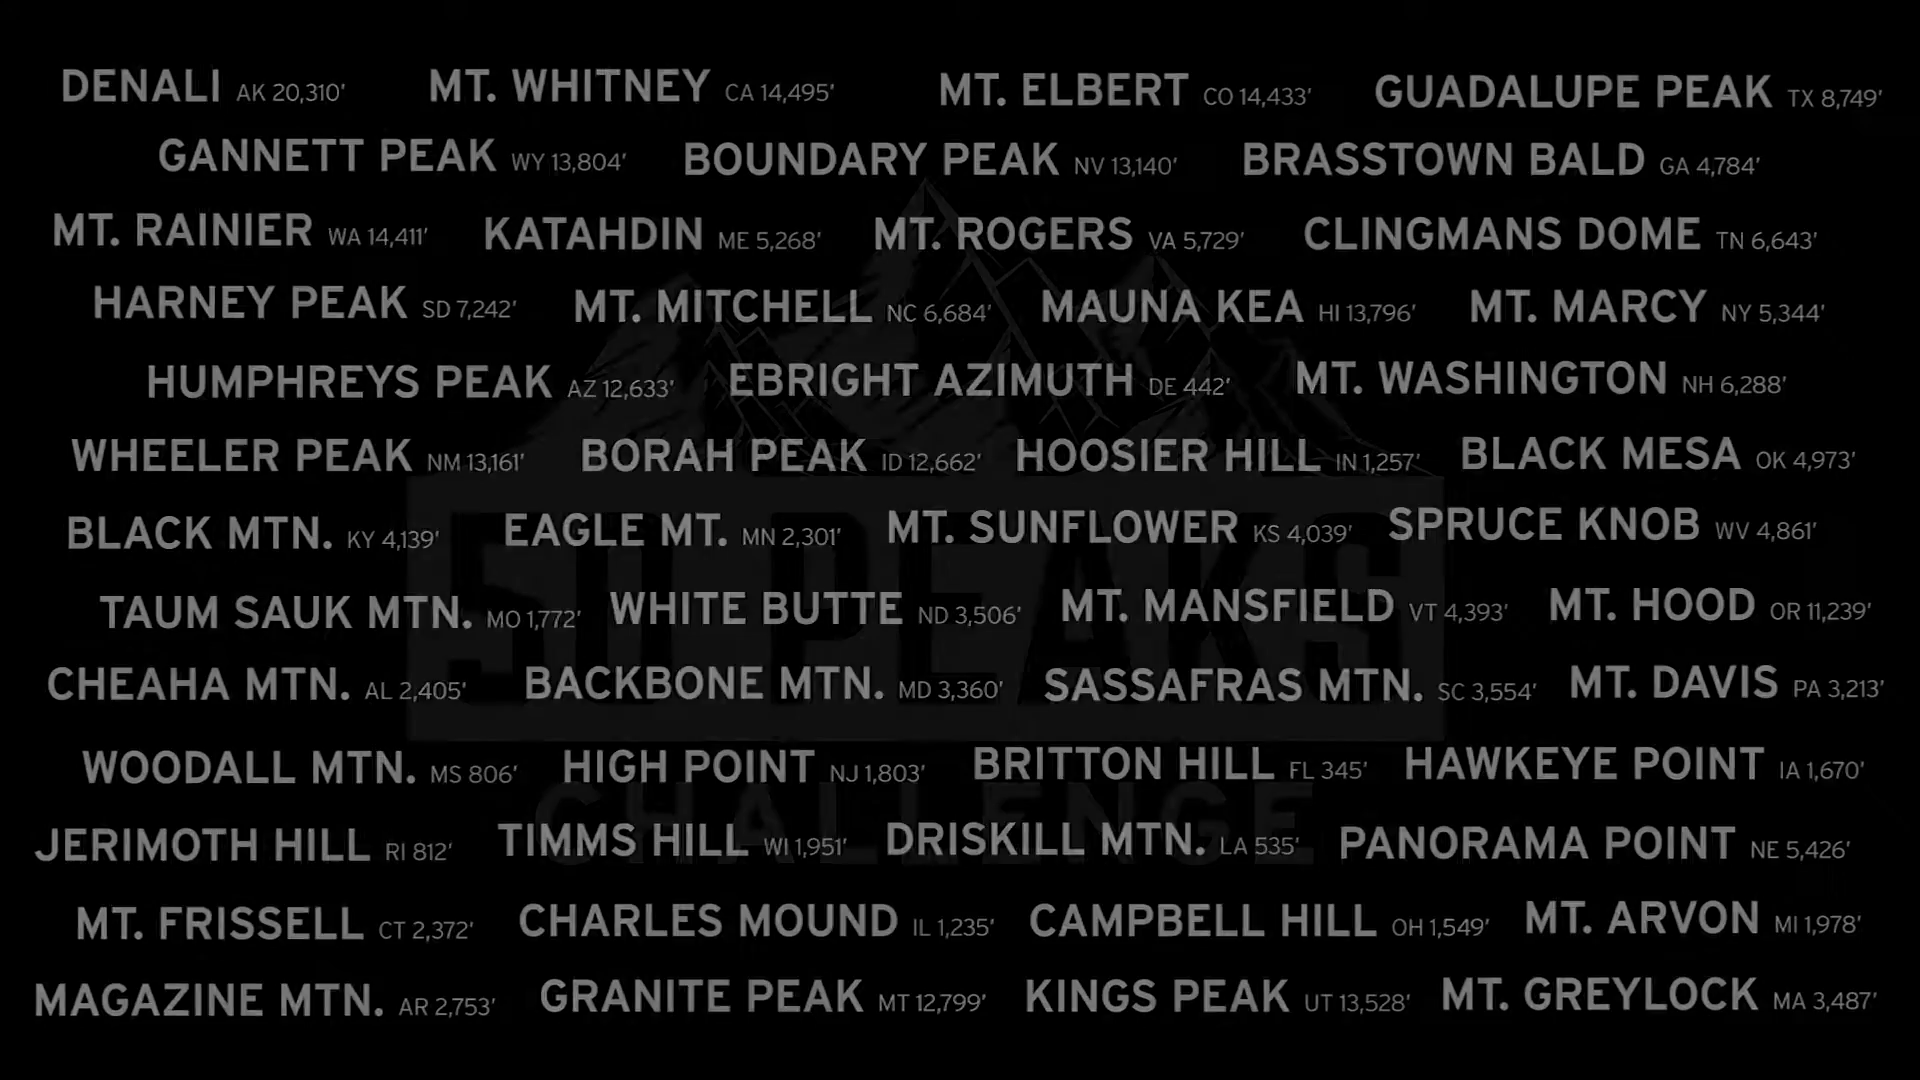 DENALI AK 20,310' MT. WHITNEY CA 14,495' MT. ELBERT CO 14,433' GUADALUPE PEAK TX 8,749'
GANNETT PEAK WY 13,804' BOUNDARY PEAK NV 13,140' BRASSTOWN BALD GA 4,784'
MT. RAINIER WA 14,411' KATAHDIN ME 5,268' MT. ROGERS VA 5,729' CLINGMANS DOME TN 6,643'
HARNEY PEAK SD 7,242' MT. MITCHELL NC 6,684' MAUNA KEA HI 13,796' MT. MARCY NY 5,344'
HUMPHREYS PEAK AZ 12,633' EBRIGHT AZIMUTH DE 442' MT. WASHINGTON NH 6,288'
WHEELER PEAK NM 13,161' BORAH PEAK ID 12,662' HOOSIER HILL IN 1,257' BLACK MESA OK 4,973'
BLACK MTN. KY 4,139' EAGLE MT. MN 2,301' MT. SUNFLOWER KS 4,039' SPRUCE KNOB WV 4,861'
TAUM SAUK MTN. MO 1,772' WHITE BUTTE ND 3,506' MT. MANSFIELD VT 4,393' MT. HOOD OR 11,239'
CHEAHA MTN. AL 2,405' BACKBONE MTN. MD 3,360' SASSAFRAS MTN. SC 3,554' MT. DAVIS PA 3,213'
WOODALL MTN. MS 806' HIGH POINT NJ 1,803' BRITTON HILL FL 345' HAWKEYE POINT IA 1,670'
JERIMOTH HILL RI 812' TIMMS HILL WI 1,951' DRISKILL MTN. LA 535' PANORAMA POINT NE 5,426'
MT. FRISSELL CT 2,372' CHARLES MOUND IL 1,235' CAMPBELL HILL OH 1,549' MT. ARVON MI 1,978'
MAGAZINE MTN. AR 2,753' GRANITE PEAK MT 12,799' KINGS PEAK UT 13,528' MT. GREYLOCK MA 3,487'
50 PEAKS
CHALLENGE